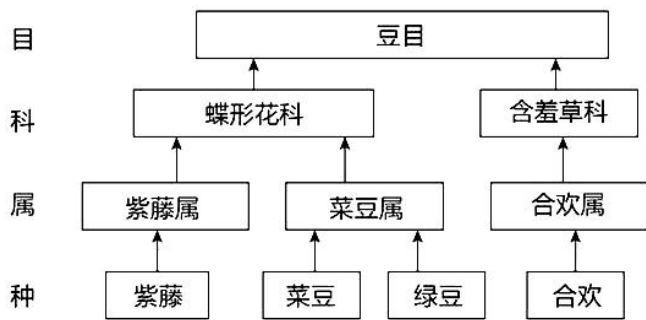 目 豆目
科 蝶形花科 含羞草科
属 紫藤属 菜豆属 合欢属
种 紫藤 菜豆 绿豆 合欢